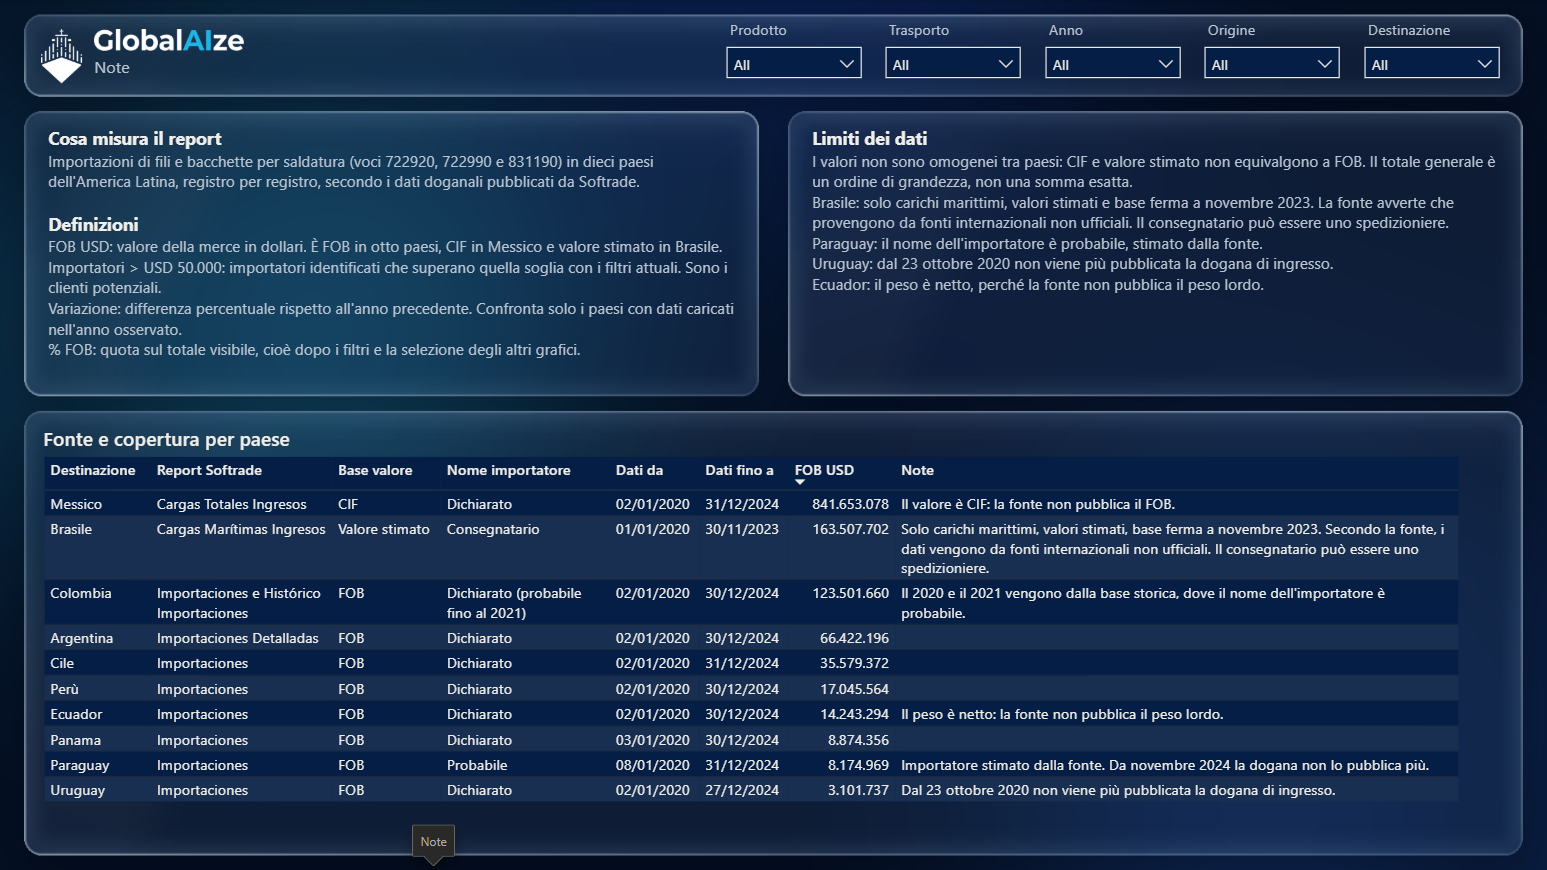 GlobalAIze
Note
Prodotto
All
Trasporto
All
Anno
All
Origine
All
Destinazione
All
Cosa misura il report
Importazioni di fili e bacchette per saldatura (voci 722920, 722990 e 831190) in dieci paesi
dell'America Latina, registro per registro, secondo i dati doganali pubblicati da Softrade.
Definizioni
FOB USD: valore della merce in dollari. È FOB in otto paesi, CIF in Messico e valore stimato in Brasile.
Importatori > USD 50.000: importatori identificati che superano quella soglia con i filtri attuali. Sono i
clienti potenziali.
Variazione: differenza percentuale rispetto all'anno precedente. Confronta solo i paesi con dati caricati
nell'anno osservato.
% FOB: quota sul totale visibile, cioè dopo i filtri e la selezione degli altri grafici.
Limiti dei dati
I valori non sono omogenei tra paesi: CIF e valore stimato non equivalgono a FOB. Il totale generale è
un ordine di grandezza, non una somma esatta.
Brasile: solo carichi marittimi, valori stimati e base ferma a novembre 2023. La fonte avverte che
provengono da fonti internazionali non ufficiali. Il consegnatario può essere uno spedizioniere.
Paraguay: il nome dell'importatore è probabile, stimato dalla fonte.
Uruguay: dal 23 ottobre 2020 non viene più pubblicata la dogana di ingresso.
Ecuador: il peso è netto, perché la fonte non pubblica il peso lordo.
Fonte e copertura per paese
Destinazione Report Softrade Base valore Nome importatore Dati da Dati fino a FOB USD Note
Messico Cargas Totales Ingresos CIF Dichiarato 02/01/2020 31/12/2024 841.653.078 Il valore è CIF: la fonte non pubblica il FOB.
Brasile Cargas Marítimas Ingresos Valore stimato Consegnatario 01/01/2020 30/11/2023 163.507.702 Solo carichi marittimi, valori stimati, base ferma a novembre 2023. Secondo la fonte, i
dati vengono da fonti internazionali non ufficiali. Il consegnatario può essere uno
spedizioniere.
Colombia Importaciones e Histórico FOB Dichiarato (probabile 02/01/2020 30/12/2024 123.501.660 Il 2020 e il 2021 vengono dalla base storica, dove il nome dell'importatore è
Importaciones fino al 2021) probabile.
Argentina Importaciones Detalladas FOB Dichiarato 02/01/2020 30/12/2024 66.422.196
Cile Importaciones FOB Dichiarato 02/01/2020 31/12/2024 35.579.372
Perù Importaciones FOB Dichiarato 02/01/2020 30/12/2024 17.045.564
Ecuador Importaciones FOB Dichiarato 02/01/2020 30/12/2024 14.243.294 Il peso è netto: la fonte non pubblica il peso lordo.
Panama Importaciones FOB Dichiarato 03/01/2020 30/12/2024 8.874.356
Paraguay Importaciones FOB Probabile 08/01/2020 31/12/2024 8.174.969 Importatore stimato dalla fonte. Da novembre 2024 la dogana non lo pubblica più.
Uruguay Importaciones FOB Dichiarato 02/01/2020 27/12/2024 3.101.737 Dal 23 ottobre 2020 non viene più pubblicata la dogana di ingresso.
Note